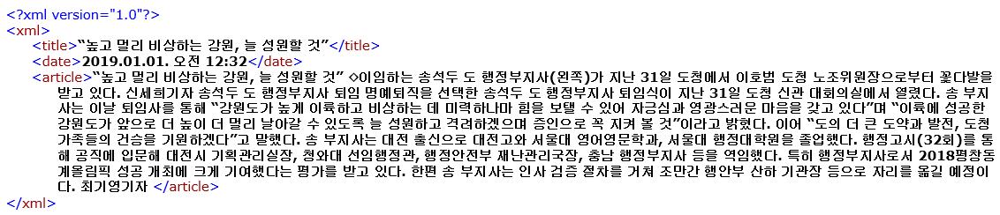 <?xml version="1.0"?>
<xml>
<title>“높고 멀리 비상하는 강원, 늘 성원할 것”</title>
<date>2019.01.01. 오전 12:32</date>
<article>“높고 멀리 비상하는 강원, 늘 성원할 것” ◇이임하는 송석두 도 행정부지사(왼쪽)가 지난 31일 도청에서 이호범 도청 노조위원장으로부터 꽃다발을
받고 있다. 신세희기자 송석두 도 행정부지사 퇴임 명예퇴직을 선택한 송석두 도 행정부지사 퇴임식이 지난 31일 도청 신관 대회의실에서 열렸다. 송 부지
사는 이날 퇴임사를 통해 “강원도가 높게 이륙하고 비상하는 데 미력하나마 힘을 보탤 수 있어 자긍심과 영광스러운 마음을 갖고 있다”며 “이륙에 성공한
강원도가 앞으로 더 높이 더 멀리 날아갈 수 있도록 늘 성원하고 격려하겠으며 증인으로 꼭 지켜 볼 것”이라고 밝혔다. 이어 “도의 더 큰 도약과 발전, 도청
가족들의 건승을 기원하겠다”고 말했다. 송 부지사는 대전 출신으로 대전고와 서울대 영어영문학과, 서울대 행정대학원을 졸업했다. 행정고시(32회)를 통
해 공직에 입문해 대전시 기획관리실장, 청와대 선임행정관, 행정안전부 재난관리국장, 충남 행정부지사 등을 역임했다. 특히 행정부지사로서 2018평창동
계올림픽 성공 개최에 크게 기여했다는 평가를 받고 있다. 한편 송 부지사는 인사 검증 절차를 거쳐 조만간 행안부 산하 기관장 등으로 자리를 옮길 예정이
다. 최기영기자 </article>
</xml>